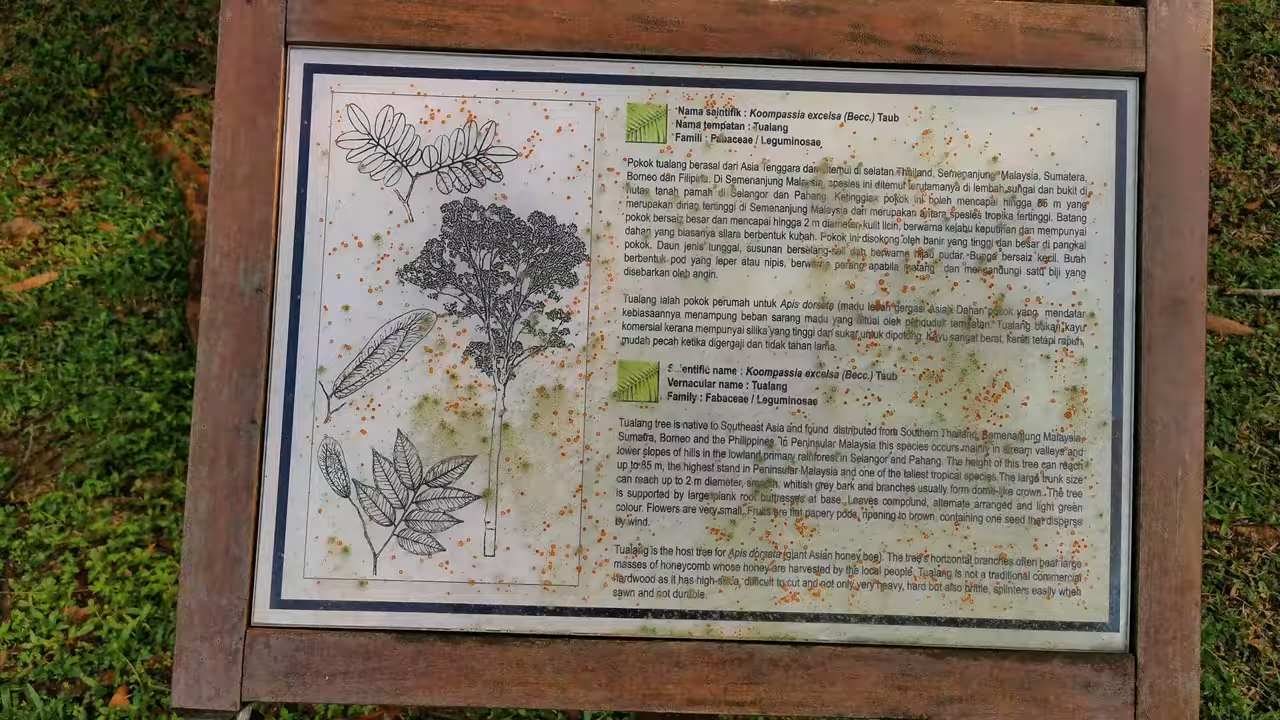 Nama saintifik : Koompassia excelsa (Becc.) Taub
Nama tempatan : Tualang
Famili : Fabaceae / Leguminosae
Pokok tualang berasal dari Asia Tenggara dan ditemui di selatan Thailand, Semenanjung Malaysia, Sumatera,
Borneo dan Filipina. Di Semenanjung Malaysia, spesies ini ditemui terutamanya di lembah sungai dan bukit di
hutan tanah pamah di Selangor dan Pahang. Ketinggian pokok ini boleh mencapai hingga 85 m yang
merupakan dirian tertinggi di Semenanjung Malaysia dan merupakan antara spesies tropika tertinggi. Batang
pokok bersaiz besar dan mencapai hingga 2 m diameter, kulit licin, berwarna kelabu keputihan dan mempunyai
dahan yang biasanya silara berbentuk kubah. Pokok ini disokong oleh banir yang tinggi dan besar di pangkal
pokok. Daun jenis tunggal, susunan berselang-seli dan berwarna hijau pudar. Bunga bersaiz kecil. Buah
berbentuk pod yang leper atau nipis, berwarna perang apabila matang dan mengandungi satu biji yang
disebarkan oleh angin.
Tualang ialah pokok perumah untuk Apis dorsata (madu lebah gergasi Asia). Dahan pokok yang mendatar
kebiasaannya menampung beban sarang madu yang dituai oleh penduduk tempatan. Tualang bukan kayu
komersial kerana mempunyai silika yang tinggi dan sukar untuk dipotong. Kayu sangat berat, keras tetapi rapuh,
mudah pecah ketika digergaji dan tidak tahan lama.
Scientific name : Koompassia excelsa (Becc.) Taub
Vernacular name : Tualang
Family : Fabaceae / Leguminosae
Tualang tree is native to Southeast Asia and found distributed from Southern Thailand, Semenanjung Malaysia,
Sumatra, Borneo and the Philippines. In Peninsular Malaysia this species occurs mainly in stream valleys and
lower slopes of hills in the lowland primary rainforest in Selangor and Pahang. The height of this tree can reach
up to 85 m, the highest stand in Peninsular Malaysia and one of the tallest tropical species. The large trunk size
can reach up to 2 m diameter, smooth, whitish grey bark and branches usually form dome-like crown. The tree
is supported by large plank root buttresses at base. Leaves compound, alternate arranged and light green
colour. Flowers are very small. Fruits are flat papery pods, ripening to brown, containing one seed that disperse
by wind.
Tualang is the host tree for Apis dorsata (giant Asian honey bee). The tree's horizontal branches often bear large
masses of honeycomb whose honey are harvested by the local people. Tualang is not a traditional commercial
hardwood as it has high-silica, difficult to cut and not only very heavy, hard but also brittle, splinters easily when
sawn and not durable.